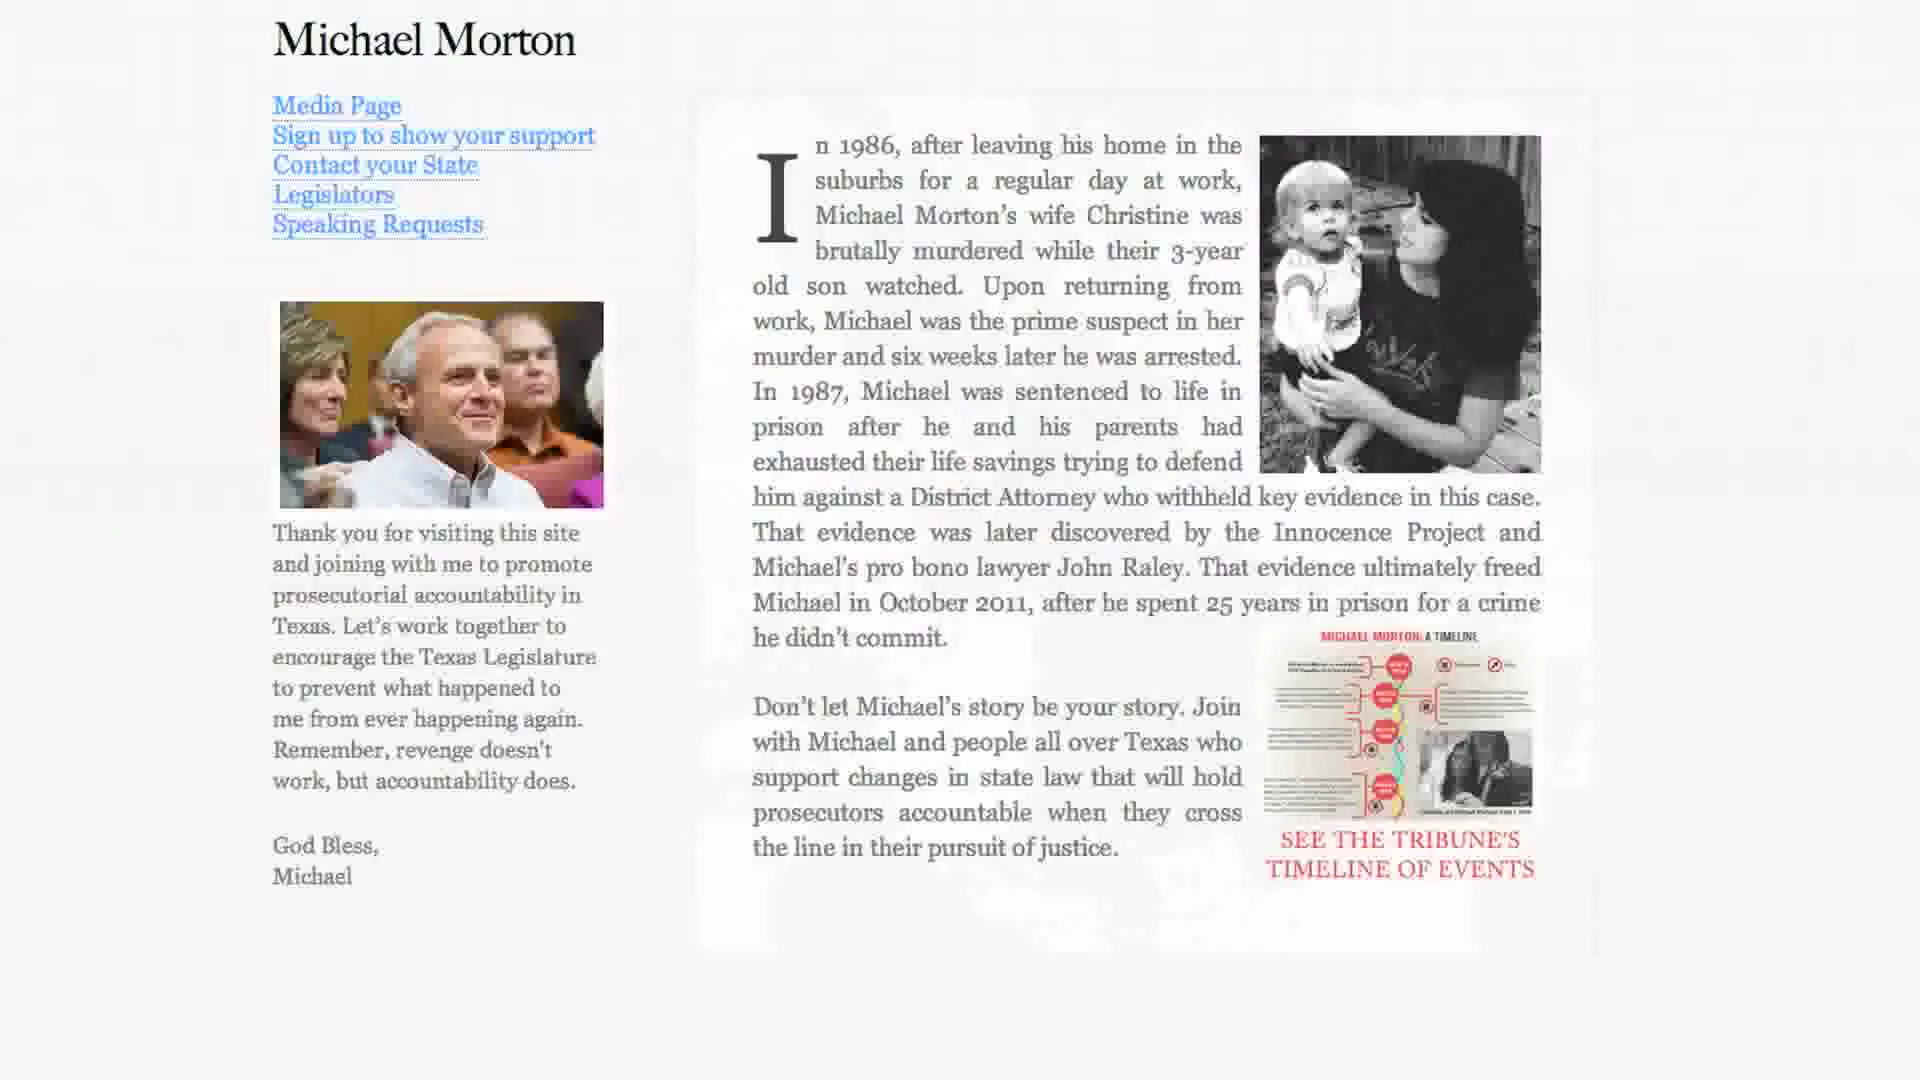 Michael Morton
Media Page
Sign up to show your support
Contact your State
Legislators
Speaking Requests
Thank you for visiting this site
and joining with me to promote
prosecutorial accountability in
Texas. Let's work together to
encourage the Texas Legislature
to prevent what happened to
me from ever happening again.
Remember, revenge doesn't
work, but accountability does.
God Bless,
Michael
In 1986, after leaving his home in the
suburbs for a regular day at work,
Michael Morton's wife Christine was
brutally murdered while their 3-year
old son watched. Upon returning from
work, Michael was the prime suspect in her
murder and six weeks later he was arrested.
In 1987, Michael was sentenced to life in
prison after he and his parents had
exhausted their life savings trying to defend
him against a District Attorney who withheld key evidence in this case.
That evidence was later discovered by the Innocence Project and
Michael's pro bono lawyer John Raley. That evidence ultimately freed
Michael in October 2011, after he spent 25 years in prison for a crime
he didn't commit.
Don't let Michael's story be your story. Join
with Michael and people all over Texas who
support changes in state law that will hold
prosecutors accountable when they cross
the line in their pursuit of justice.
MICHAEL MORTON: A TIMELINE
SEE THE TRIBUNE'S
TIMELINE OF EVENTS